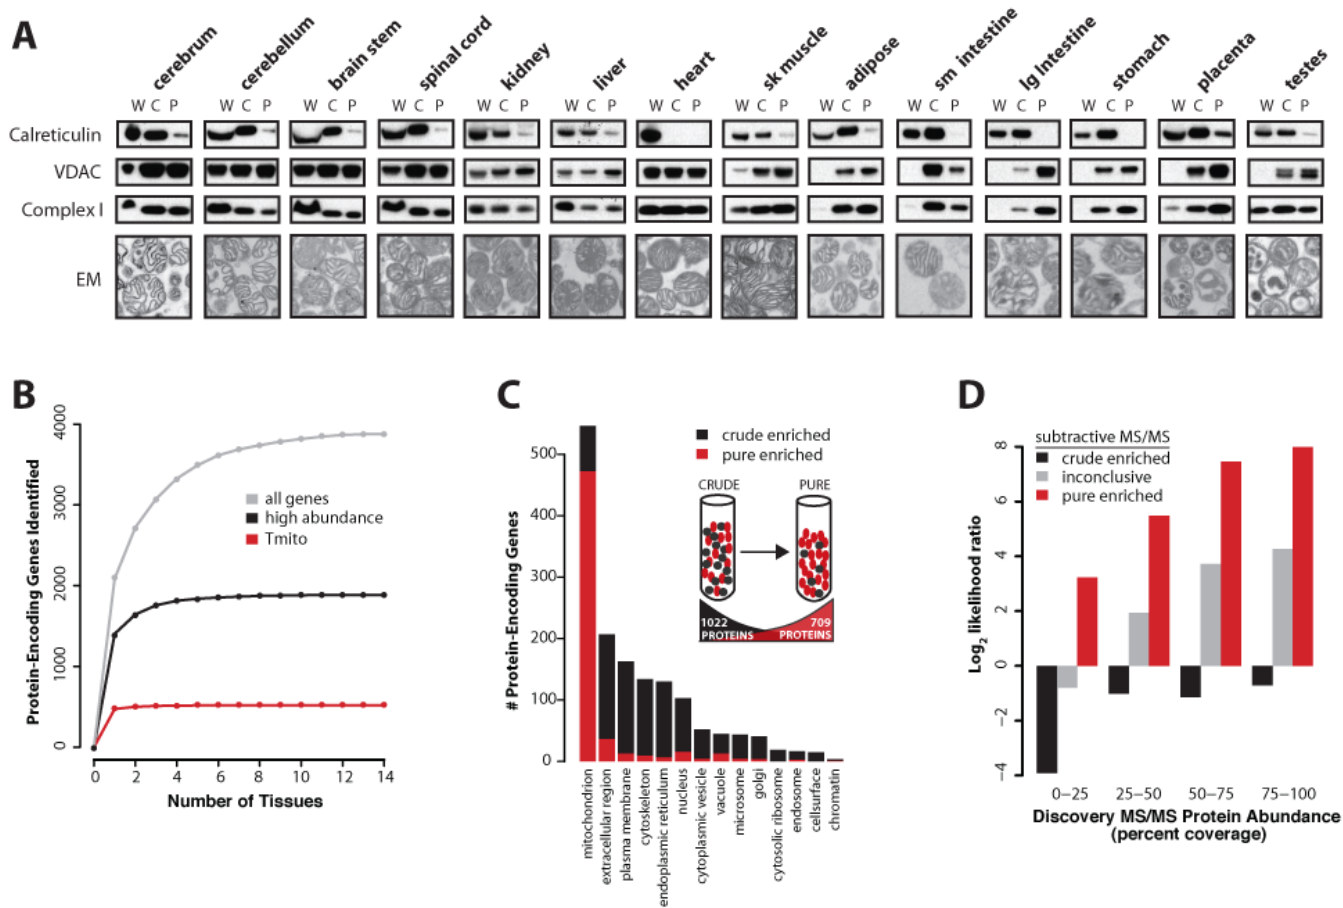 A
cerebrum cerebellum brain stem spinal cord kidney liver heart sk muscle adipose sm intestine lg Intestine stomach placenta testes
W C P W C P W C P W C P W C P W C P W C P W C P W C P W C P W C P W C P W C P W C P
Calreticulin
VDAC
Complex I
EM
B
Protein-Encoding Genes Identified
4000
3000
2000
1000
0
all genes
high abundance
Tmito
0 2 4 6 8 10 12 14
Number of Tissues
C
# Protein-Encoding Genes
500
400
300
200
100
0
crude enriched
pure enriched
CRUDE PURE
1022 709
PROTEINS PROTEINS
mitochondrion
extracellular region
plasma membrane
cytoskeleton
endoplasmic reticulum
nucleus
cytoplasmic vesicle
vacuole
microsome
golgi
cytosolic ribosome
endosome
cellsurface
chromatin
D
Log2 likelihood ratio
8
6
4
2
0
−2
−4
subtractive MS/MS
crude enriched
inconclusive
pure enriched
0−25 25−50 50−75 75−100
Discovery MS/MS Protein Abundance
(percent coverage)